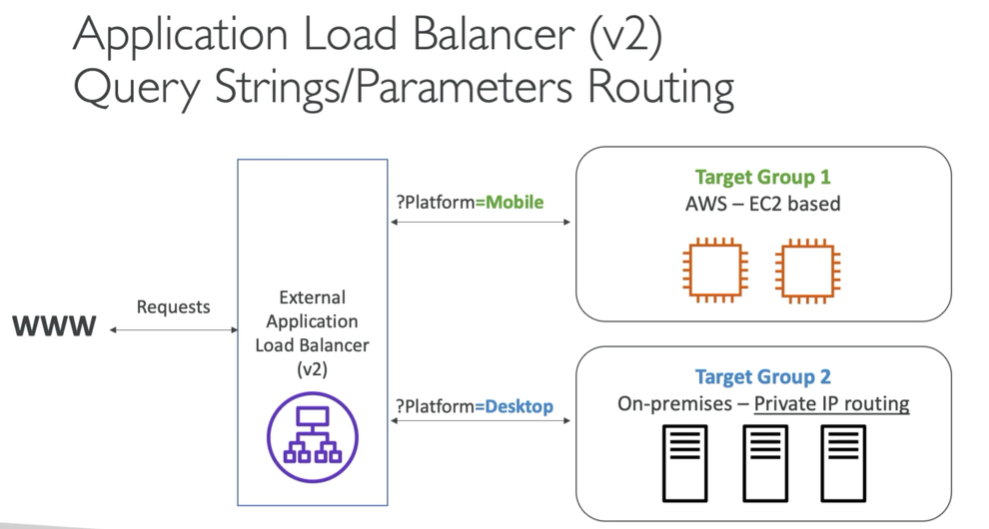 Application Load Balancer (v2)
Query Strings/Parameters Routing
WWW
Requests
External
Application
Load Balancer
(v2)
?Platform=Mobile
Target Group 1
AWS – EC2 based
?Platform=Desktop
Target Group 2
On-premises – Private IP routing